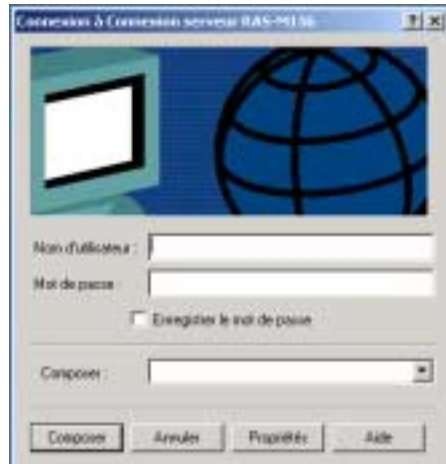 Connexion à Connexion serveur RAS-M136
Nom d'utilisateur :
Mot de passe :
Enregistrer le mot de passe
Composer :
Composer Annuler Propriétés Aide